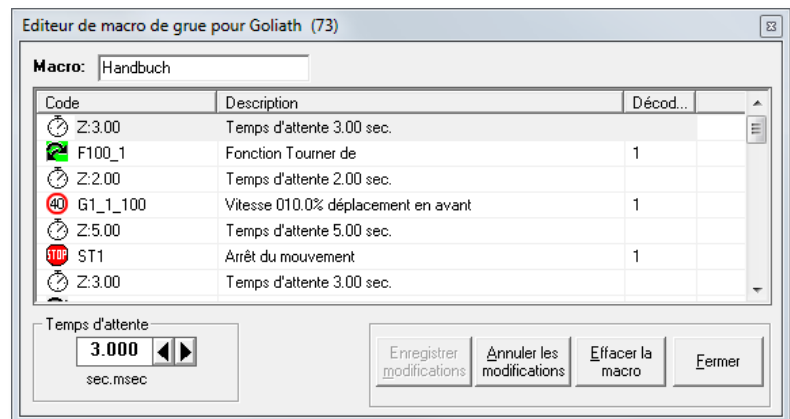 Editeur de macro de grue pour Goliath (73)
Macro: Handbuch
Code Description Décod...
Z:3.00 Temps d'attente 3.00 sec.
F100_1 Fonction Tourner de 1
Z:2.00 Temps d'attente 2.00 sec.
40 G1_1_100 Vitesse 010.0% déplacement en avant 1
Z:5.00 Temps d'attente 5.00 sec.
STOP ST1 Arrêt du mouvement 1
Z:3.00 Temps d'attente 3.00 sec.
Temps d'attente
3.000
sec.msec
Enregistrer modifications
Annuler les modifications
Effacer la macro
Fermer